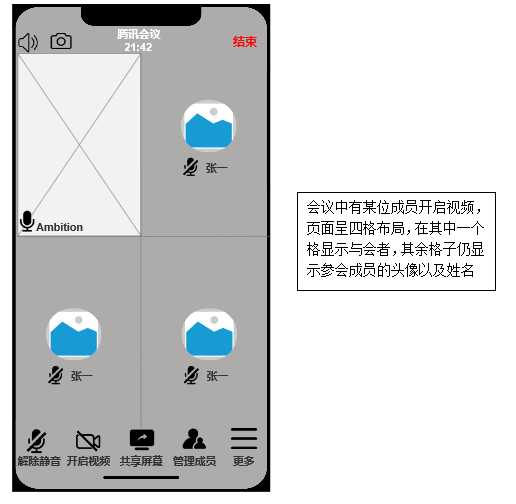 腾讯会议
21:42
结束
张一
Ambition
张一
张一
解除静音
开启视频
共享屏幕
管理成员
更多
会议中有某位成员开启视频，
页面呈四格布局，在其中一个
格显示与会者，其余格子仍显
示参会成员的头像以及姓名